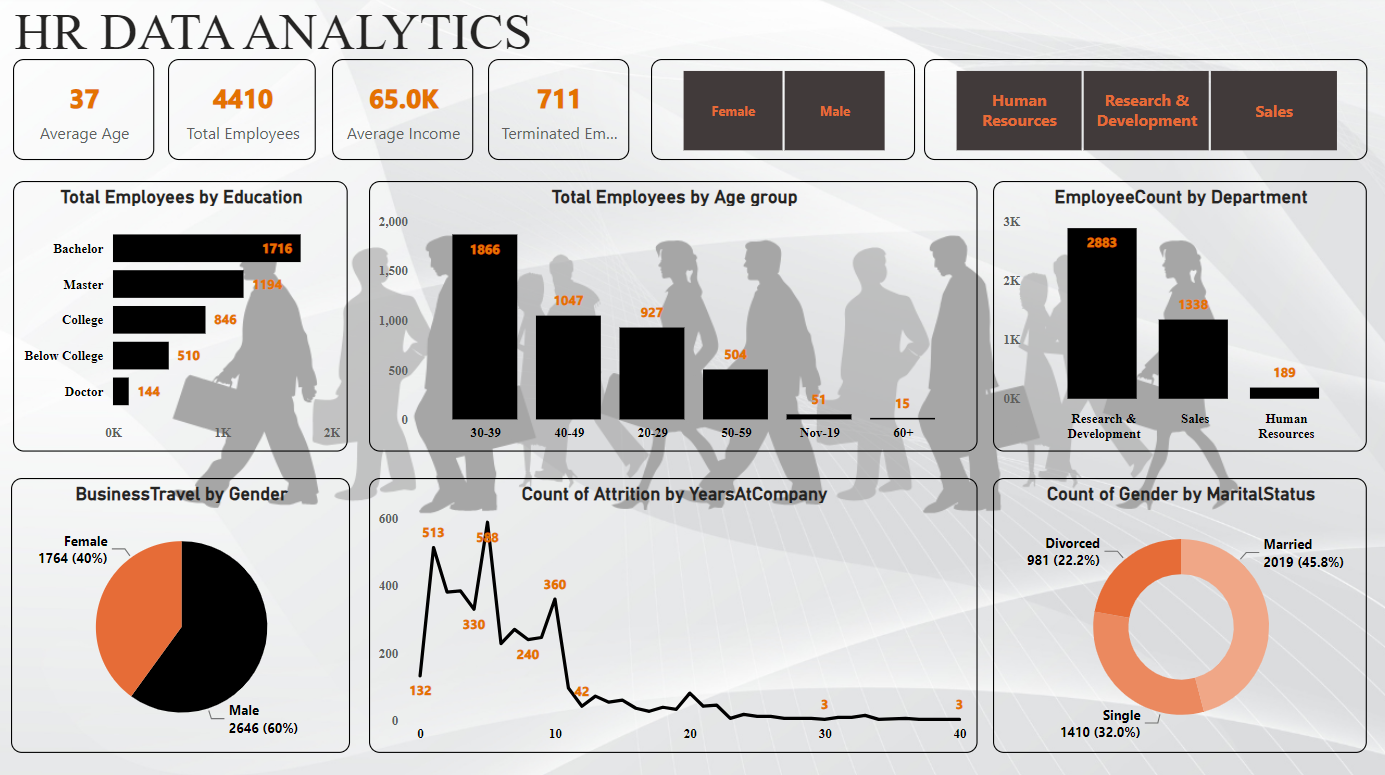 HR DATA ANALYTICS
37
Average Age
4410
Total Employees
65.0K
Average Income
711
Terminated Em...
Female
Male
Human
Resources
Research &
Development
Sales
Total Employees by Education
Bachelor
1716
Master
1194
College
846
Below College
510
Doctor
144
0K
1K
2K
Total Employees by Age group
2,000
1,500
1,000
500
0
1866
1047
927
504
51
15
30-39
40-49
20-29
50-59
Nov-19
60+
EmployeeCount by Department
3K
2K
1K
0K
2883
1338
189
Research &
Development
Sales
Human
Resources
BusinessTravel by Gender
Female
1764 (40%)
Male
2646 (60%)
Count of Attrition by YearsAtCompany
600
400
200
0
132
513
330
588
240
360
42
3
3
0
10
20
30
40
Count of Gender by MaritalStatus
Divorced
981 (22.2%)
Married
2019 (45.8%)
Single
1410 (32.0%)